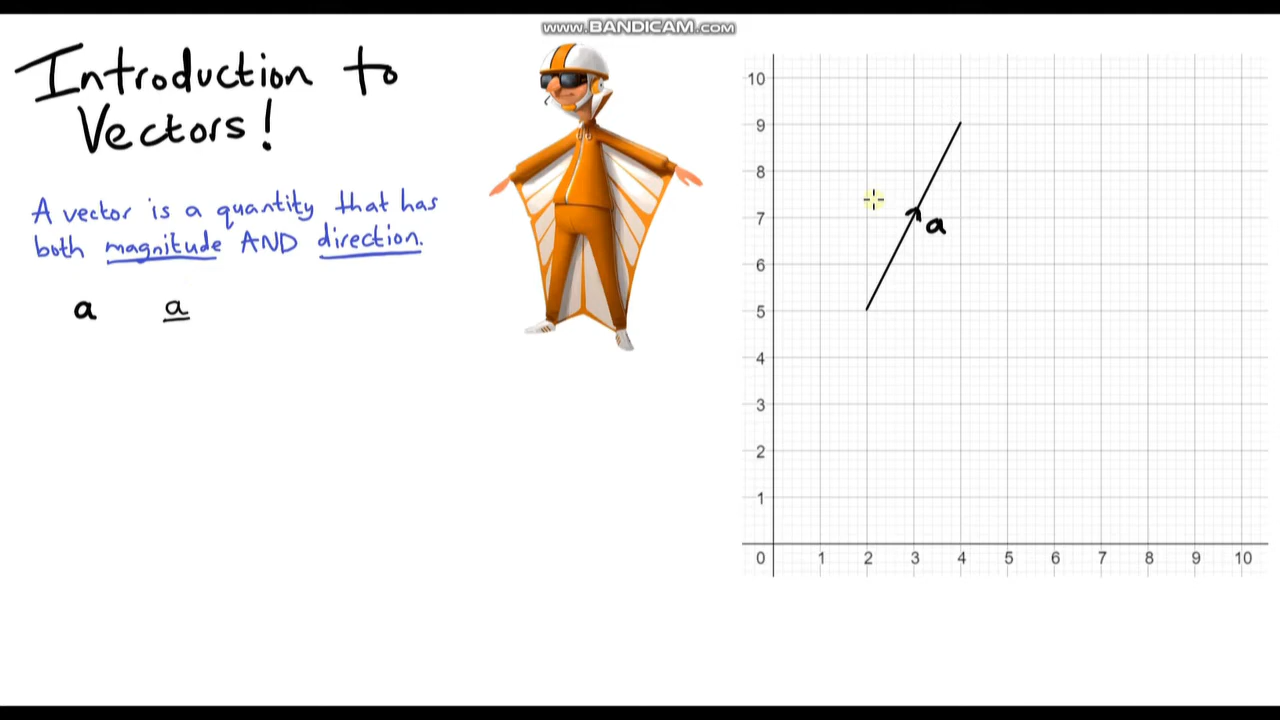 www.BANDICAM.com
Introduction to
Vectors!
A vector is a quantity that has
both magnitude AND direction.
a a
10
9
8
7
a
6
5
4
3
2
1
0 1 2 3 4 5 6 7 8 9 10